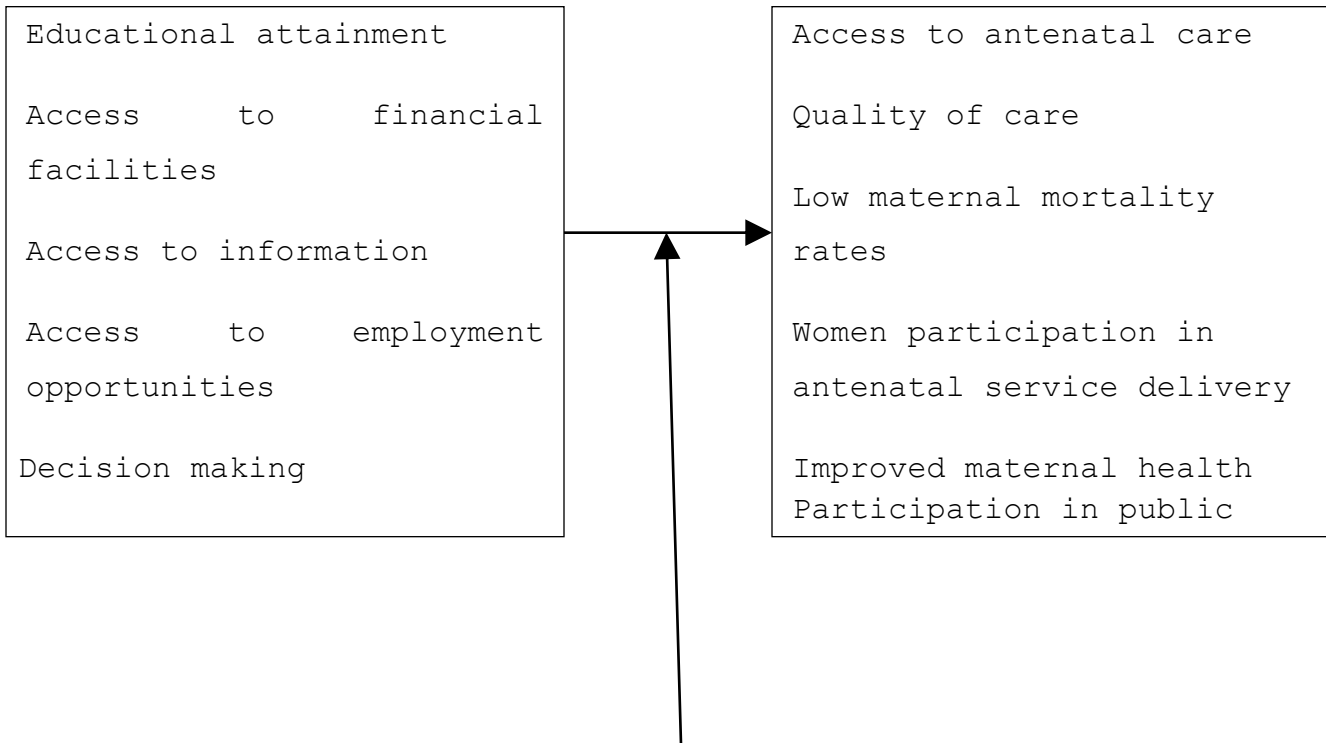 Educational attainment
Access to financial
facilities
Access to information
Access to employment
opportunities
Decision making
Access to antenatal care
Quality of care
Low maternal mortality
rates
Women participation in
antenatal service delivery
Improved maternal health
Participation in public